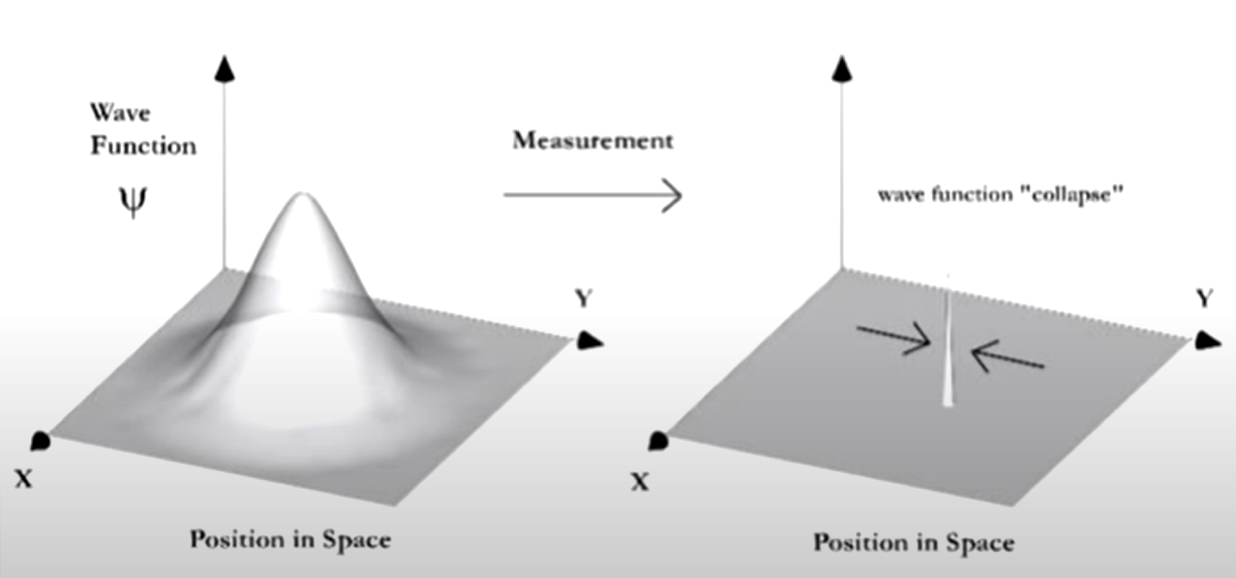 Wave
Function
ψ
Measurement
wave function "collapse"
Y
Y
X
X
Position in Space
Position in Space